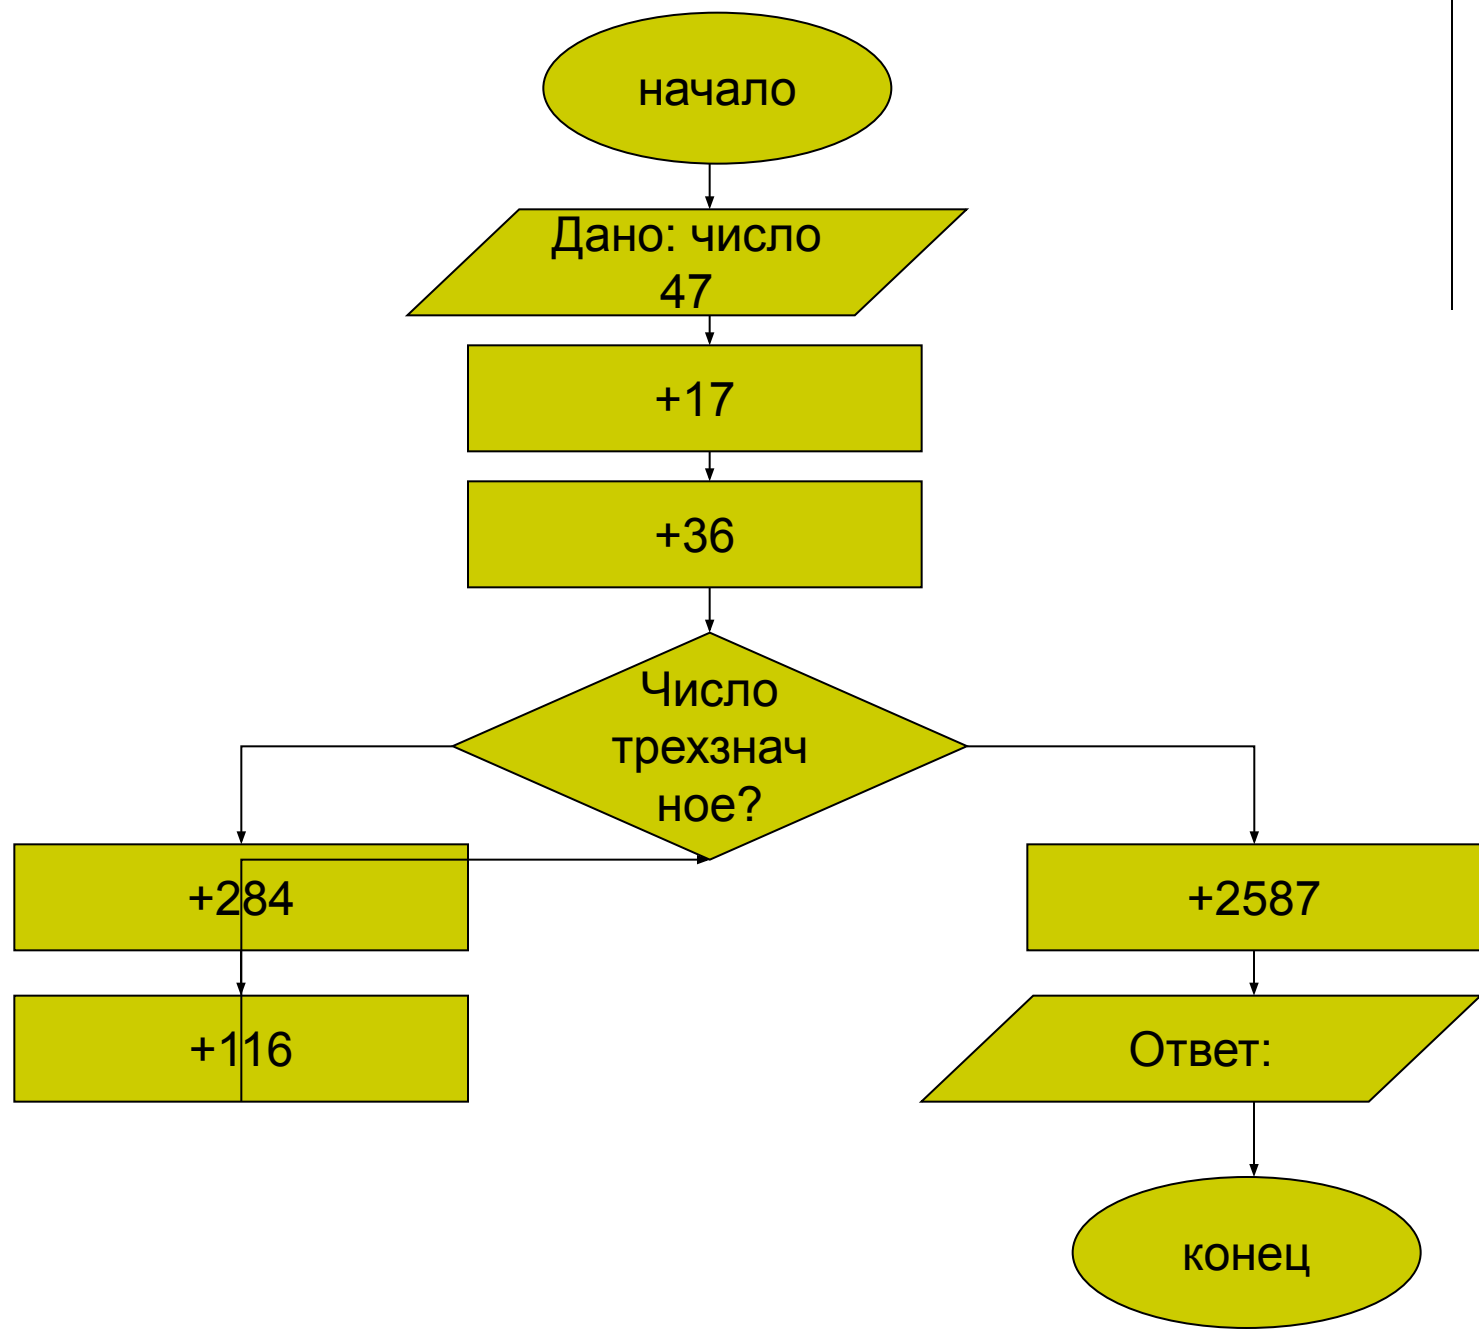 начало
Дано: число
47
+17
+36
Число
трехзнач
ное?
+284
+2587
+116
Ответ:
конец